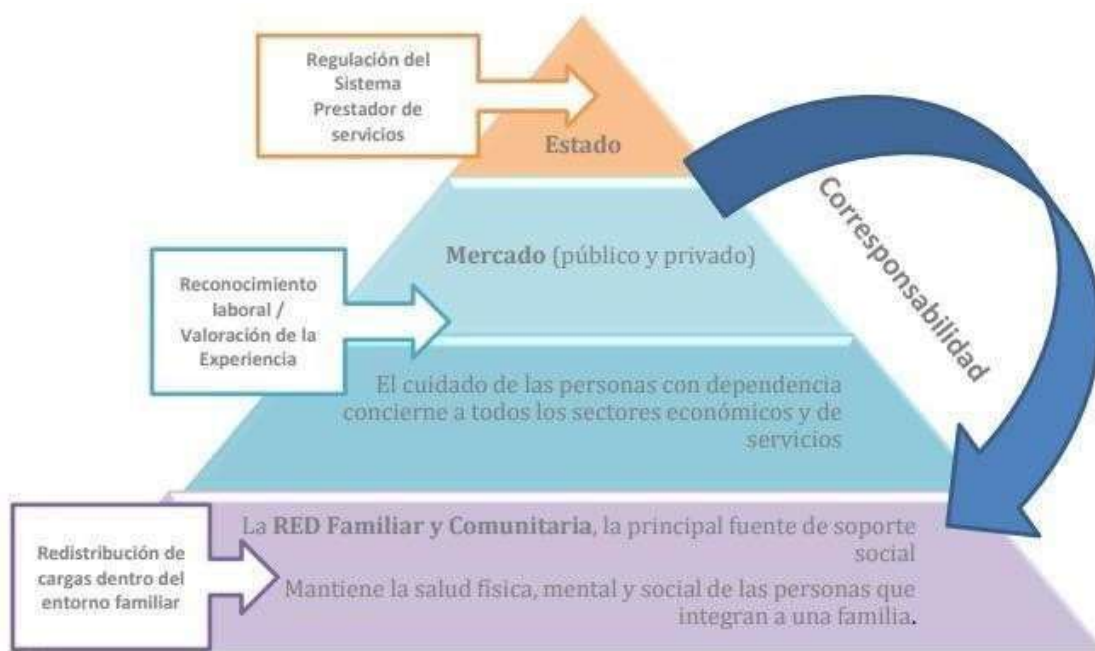 Regulación del
Sistema
Prestador de
servicios
Estado
Corresponsabilidad
Mercado (público y privado)
Reconocimiento
laboral /
Valoración de la
Experiencia
El cuidado de las personas con dependencia
concierne a todos los sectores económicos y de
servicios
La RED Familiar y Comunitaria, la principal fuente de soporte
social
Redistribución de
cargas dentro del
entorno familiar
Mantiene la salud física, mental y social de las personas que
integran a una familia.